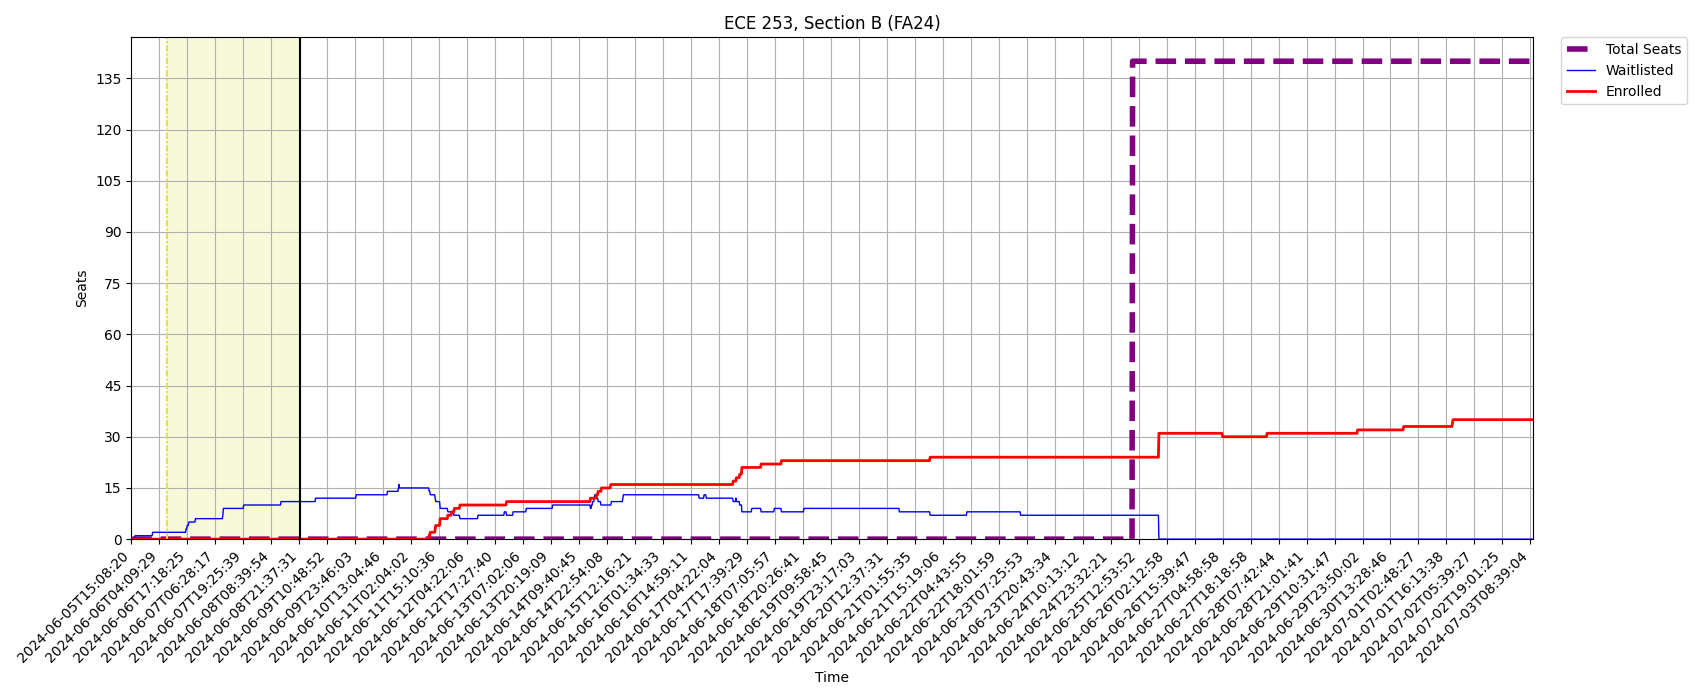 ECE 253, Section B (FA24)
Total Seats
Waitlisted
Enrolled
135
120
105
90
75
60
45
30
15
0
Seats
2024-06-05T15:08:20
2024-06-06T04:09:29
2024-06-06T17:18:25
2024-06-07T06:28:17
2024-06-07T19:25:39
2024-06-08T08:39:54
2024-06-08T21:37:31
2024-06-09T10:48:52
2024-06-09T23:46:03
2024-06-10T13:04:46
2024-06-11T02:04:02
2024-06-11T15:10:36
2024-06-12T04:22:06
2024-06-12T17:27:40
2024-06-13T07:02:06
2024-06-13T20:19:09
2024-06-14T09:40:45
2024-06-14T22:54:08
2024-06-15T12:16:21
2024-06-16T01:34:33
2024-06-16T14:59:11
2024-06-17T04:22:04
2024-06-17T17:39:29
2024-06-18T07:05:57
2024-06-18T20:26:41
2024-06-19T09:58:45
2024-06-19T23:17:03
2024-06-20T12:37:31
2024-06-21T01:55:35
2024-06-21T15:19:06
2024-06-22T04:43:55
2024-06-22T18:01:59
2024-06-23T07:25:53
2024-06-23T20:43:34
2024-06-24T10:13:12
2024-06-24T23:32:21
2024-06-25T12:53:52
2024-06-26T02:12:58
2024-06-26T15:39:47
2024-06-27T04:58:58
2024-06-27T18:18:58
2024-06-28T07:42:44
2024-06-28T21:01:41
2024-06-29T10:31:47
2024-06-29T23:50:02
2024-06-30T13:28:46
2024-07-01T02:48:27
2024-07-01T16:13:38
2024-07-02T05:39:27
2024-07-02T19:01:25
2024-07-03T08:39:04
Time